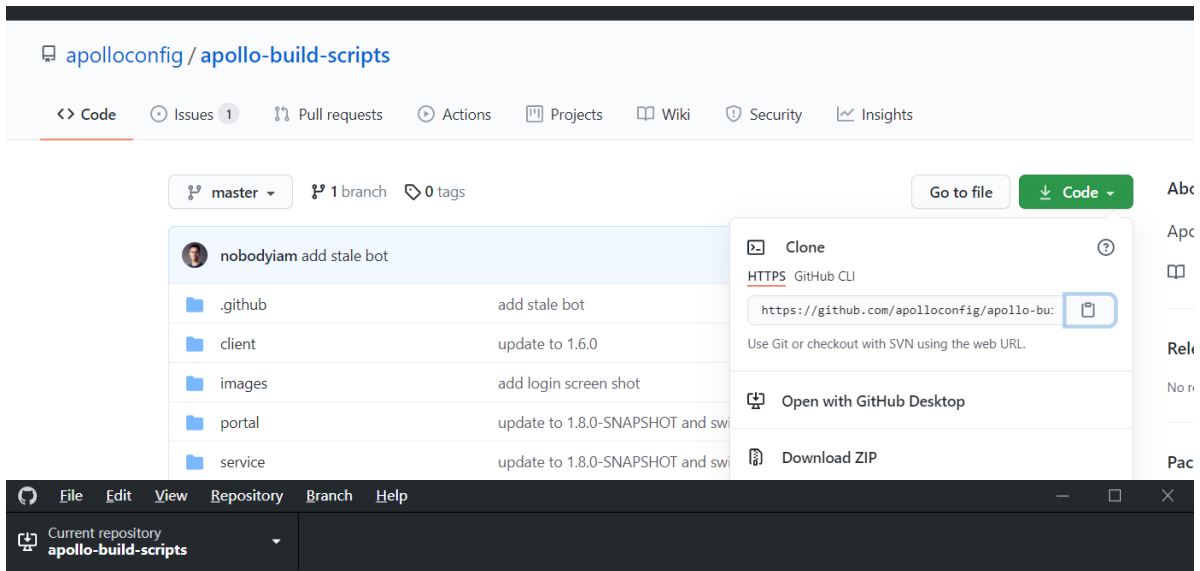 apolloconfig / apollo-build-scripts
Code Issues 1 Pull requests Actions Projects Wiki Security Insights
master 1 branch 0 tags Go to file Code
nobodyiam add stale bot
.github add stale bot
client update to 1.6.0
images add login screen shot
portal update to 1.8.0-SNAPSHOT and swi
service update to 1.8.0-SNAPSHOT and swi
Clone
HTTPS GitHub CLI
https://github.com/apolloconfig/apollo-bui
Use Git or checkout with SVN using the web URL.
Open with GitHub Desktop
Download ZIP
Abo
Apo
Rele
No re
Pac
File Edit View Repository Branch Help
Current repository
apollo-build-scripts